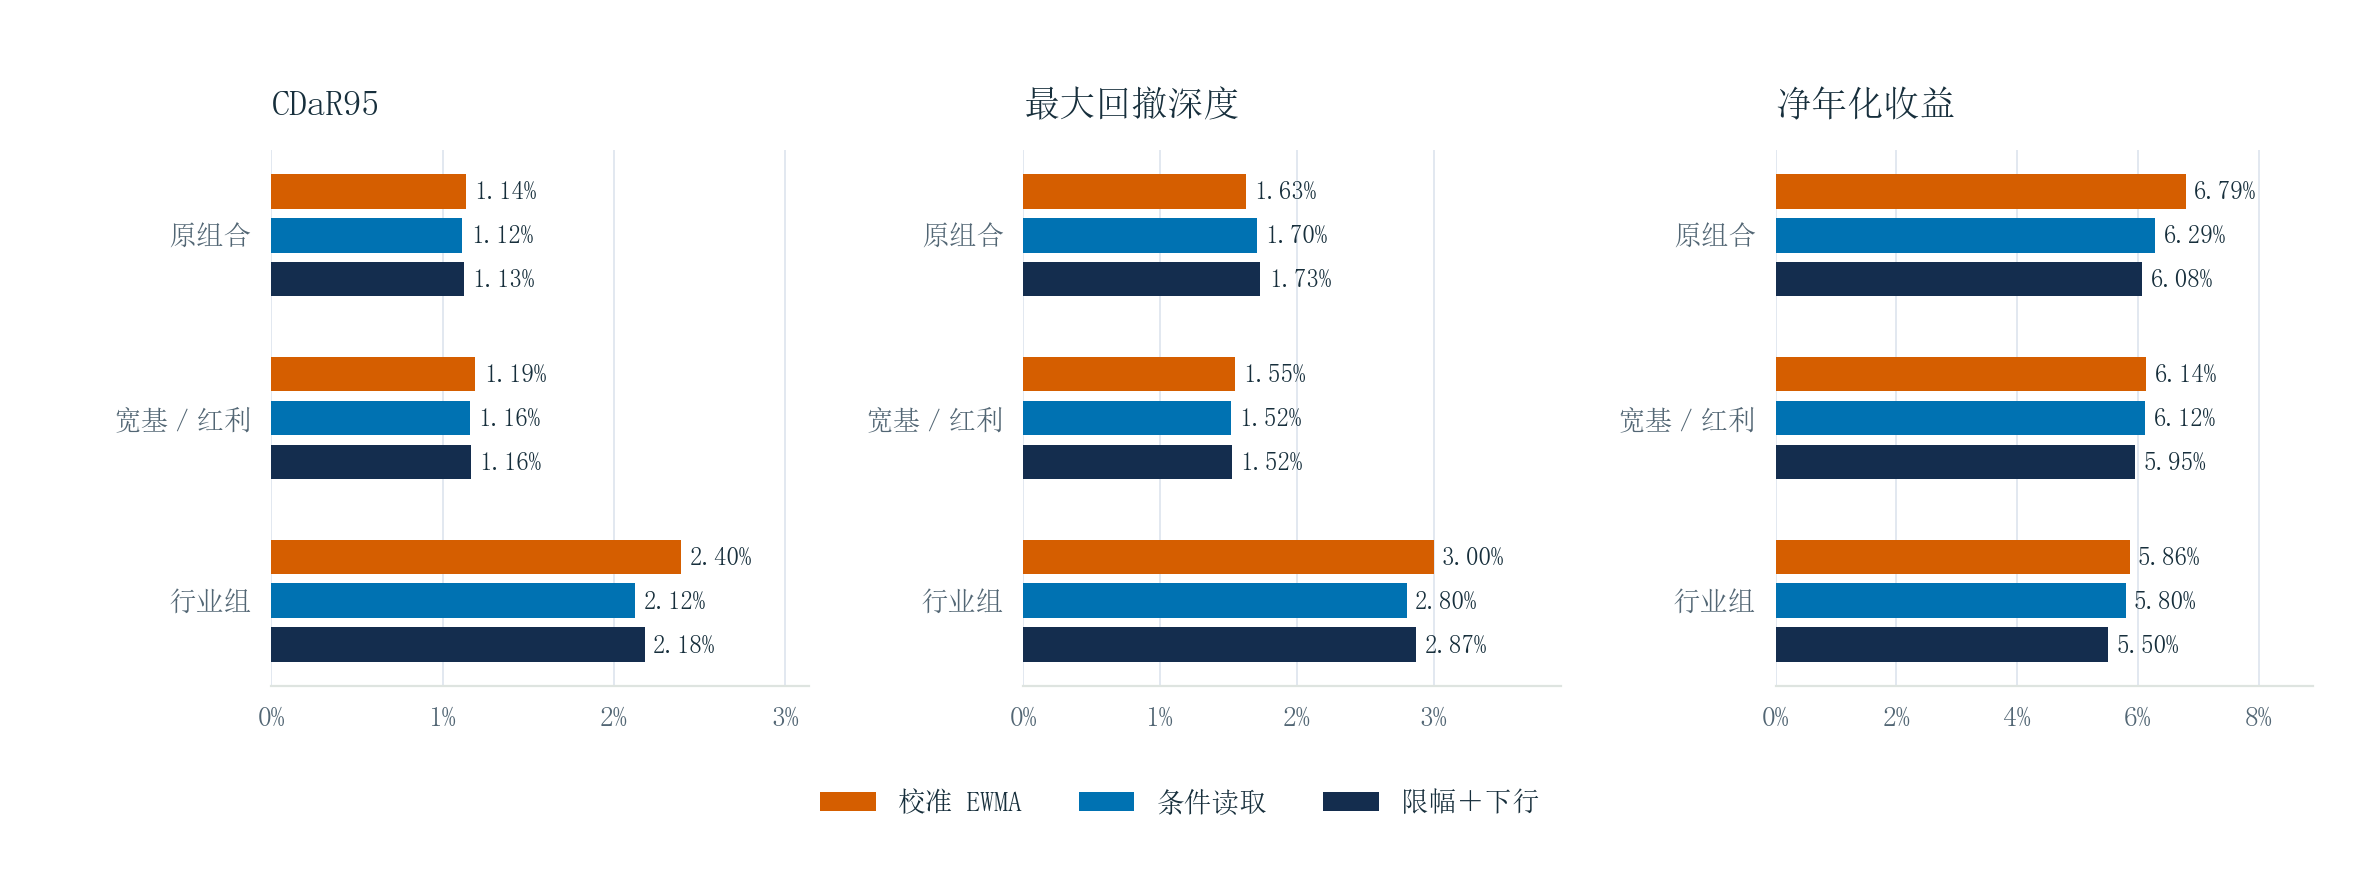 CDaR95
原组合
1.14%
1.12%
1.13%
宽基 / 红利
1.19%
1.16%
1.16%
行业组
2.40%
2.12%
2.18%
0% 1% 2% 3%
最大回撤深度
原组合
1.63%
1.70%
1.73%
宽基 / 红利
1.55%
1.52%
1.52%
行业组
3.00%
2.80%
2.87%
0% 1% 2% 3%
净年化收益
原组合
6.79%
6.29%
6.08%
宽基 / 红利
6.14%
6.12%
5.95%
行业组
5.86%
5.80%
5.50%
0% 2% 4% 6% 8%
校准 EWMA 条件读取 限幅＋下行